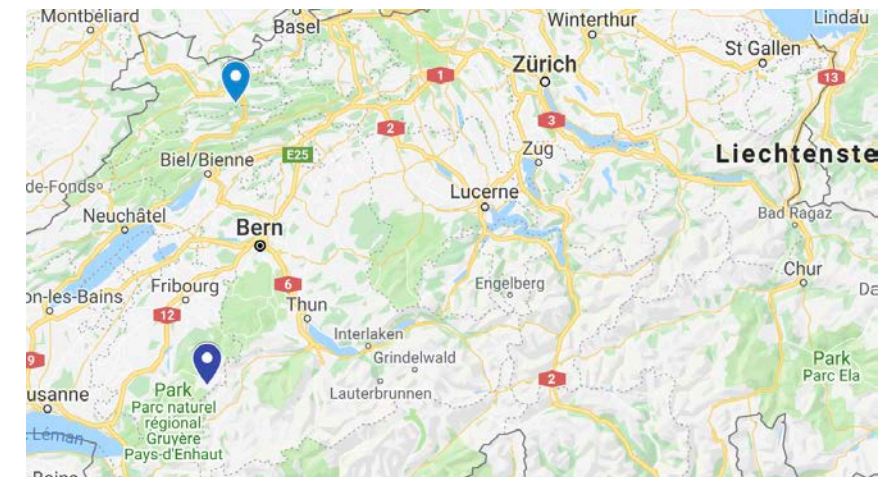 Montbéliard
Basel
Winterthur
Lindau
St Gallen
Zürich
1
13
2
3
Biel/Bienne
E25
Zug
Liechtenste
de-Fonds
Lucerne
Neuchâtel
Bern
Bad Ragaz
Fribourg
6
Engelberg
Chur
on-les-Bains
Thun
12
Interlaken
Grindelwald
9
2
Park
Parc Ela
Park
Parc naturel
régional
Gruyère
Pays-d'Enhaut
usanne
Lauterbrunnen
Léman